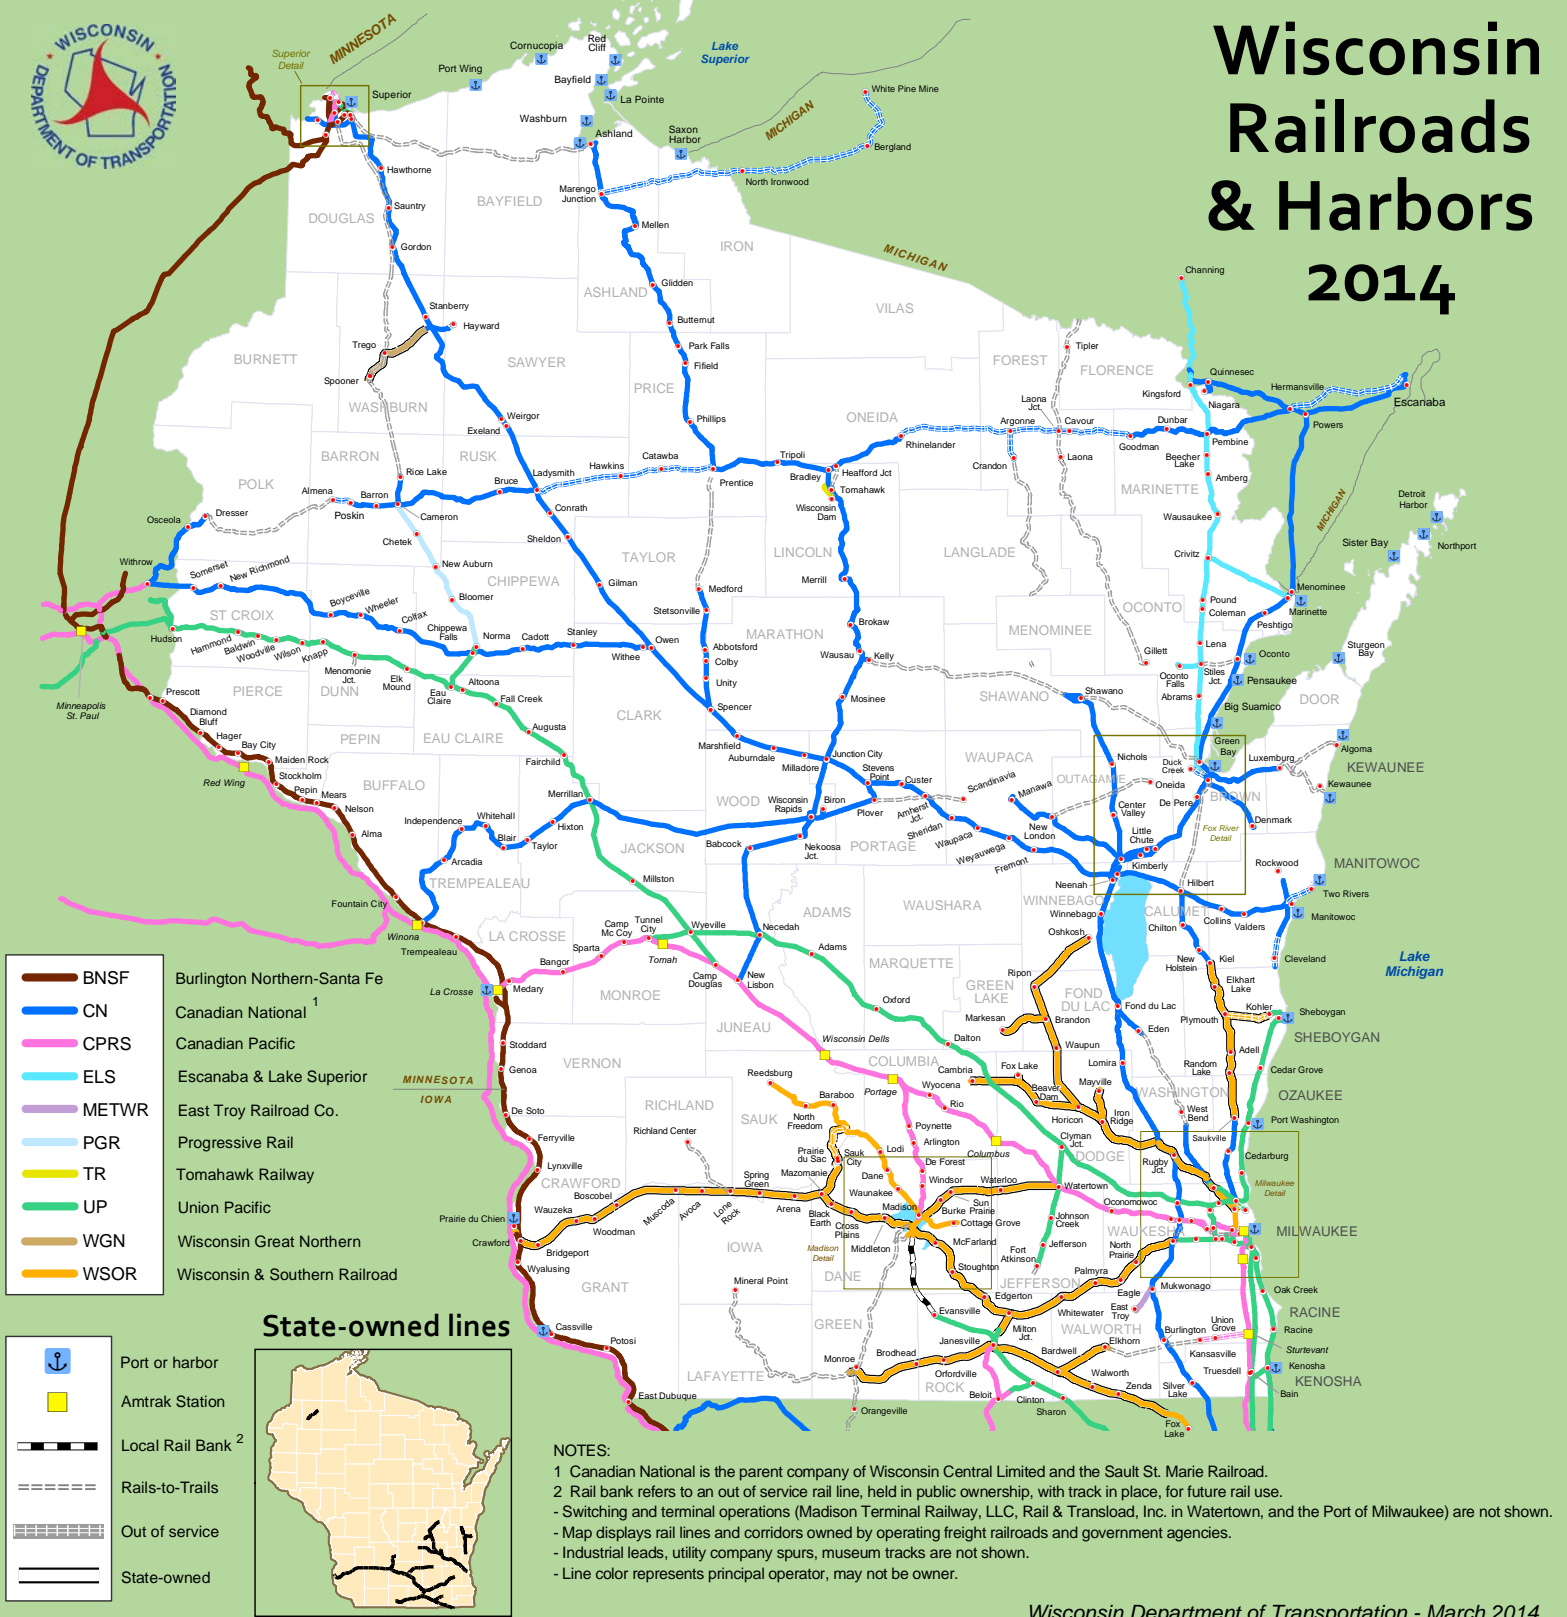 Wisconsin
Railroads
& Harbors
2014
WISCONSIN
DEPARTMENT OF TRANSPORTATION
Superior
Detail
MINNESOTA
Cornucopia
Red
Cliff
Lake
Superior
Port Wing
Bayfield
La Pointe
Superior
Washburn
Ashland
Saxon
Harbor
MICHIGAN
White Pine Mine
Bergland
North Ironwood
Hawthorne
Marengo
Junction
Sauntry
DOUGLAS
BAYFIELD
Mellen
Gordon
IRON
MICHIGAN
Channing
Glidden
ASHLAND
VILAS
Stanberry
Hayward
Butternut
Trego
Park Falls
Fifield
BURNETT
SAWYER
Spooner
PRICE
WASHBURN
Tipler
FOREST
FLORENCE
Quinnesec
Kingsford
Niagara
Hermansville
Escanaba
Powers
Laona
Jct.
Weirgor
Exeland
Phillips
ONEIDA
Argonne
Cavour
Dunbar
Goodman
Pembine
Rhinelander
BARRON
RUSK
Catawba
Hawkins
Tripoli
Crandon
Laona
Beecher
Lake
Amberg
Rice Lake
Ladysmith
Bruce
Prentice
Bradley
Heafford Jct
Tomahawk
Wisconsin
Dam
POLK
Almena
Barron
Poskin
Cameron
Conrath
MARINETTE
Wausaukee
Detroit
Harbor
MICHIGAN
Osceola
Dresser
Chetek
Sheldon
TAYLOR
LINCOLN
LANGLADE
Crivitz
Sister Bay
Northport
Withrow
Somerset
New Richmond
New Auburn
CHIPPEWA
Gilman
Medford
Merrill
Menominee
Marinette
Bloomer
ST CROIX
Boyceville
Wheeler
Colfax
Stetsonville
Pound
Coleman
OCONTO
Peshtigo
Hudson
Hammond
Baldwin
Woodville
Wilson
Knapp
Chippewa
Falls
Norma
Cadott
Stanley
Owen
Withee
MARATHON
Brokaw
MENOMINEE
Lena
Gillett
Sturgeon
Bay
Abbotsford
Colby
Wausau
Kelly
Oconto
Menomonie
Jct.
Elk
Mound
Altoona
Eau
Claire
Unity
Oconto
Falls
Stiles
Jct.
Pensaukee
Prescott
PIERCE
DUNN
Fall Creek
Mosinee
SHAWANO
Shawano
Abrams
DOOR
Minneapolis
St. Paul
Diamond
Bluff
Hager
Bay City
Spencer
CLARK
Big Suamico
Augusta
PEPIN
EAU CLAIRE
Marshfield
Auburndale
Milladore
Junction City
WAUPACA
Nichols
Green
Bay
Duck
Creek
Luxemburg
Algoma
KEWAUNEE
Maiden Rock
Red Wing
Stockholm
Pepin
Mears
Nelson
BUFFALO
Fairchild
Stevens
Point
Custer
Scandinavia
Manawa
OUTAGAMIE
Oneida
De Pere
BROWN
Kewaunee
Merrillan
WOOD
Wisconsin
Rapids
Biron
Plover
Amherst
Jct.
Sheridan
Waupaca
Weyauwega
Fremont
New
London
Center
Valley
Little
Chute
Kimberly
Fox River
Detail
Denmark
Independence
Whitehall
Blair
Taylor
Hixton
Alma
Arcadia
Babcock
Nekoosa
Jct.
PORTAGE
JACKSON
TREMPEALEAU
Millston
Rockwood
MANITOWOC
Neenah
Hilbert
Two Rivers
Fountain City
ADAMS
WAUSHARA
WINNEBAGO
Winnebago
CALUMET
Collins
Valders
Manitowoc
Winona
Trempealeau
LA CROSSE
Camp
Mc Coy
Tunnel
City
Wyeville
Necedah
Oshkosh
Chilton
Sparta
Bangor
Tomah
Adams
MARQUETTE
New
Holstein
Kiel
Cleveland
Lake
Michigan
La Crosse
Medary
MONROE
Camp
Douglas
New
Lisbon
Ripon
GREEN
LAKE
FOND
DU LAC
Fond du Lac
Elkhart
Lake
Kohler
Sheboygan
Oxford
JUNEAU
Markesan
Brandon
Eden
Plymouth
SHEBOYGAN
Stoddard
VERNON
Wisconsin Dells
Dalton
Waupun
Adell
Genoa
MINNESOTA
IOWA
COLUMBIA
Cambria
Fox Lake
Lomira
Random
Lake
Cedar Grove
Reedsburg
Baraboo
Portage
Wyocena
Rio
Beaver
Dam
Mayville
WASHINGTON
OZAUKEE
De Soto
RICHLAND
SAUK
North
Freedom
Poynette
Horicon
Iron
Ridge
West
Bend
Port Washington
Saukville
Ferryville
Richland Center
Prairie
du Sac
Sauk
City
Lodi
Arlington
De Forest
Columbus
Clyman
Jct.
DODGE
Rugby
Jct.
Cedarburg
Lynxville
CRAWFORD
Boscobel
Spring
Green
Mazomanie
Dane
Windsor
Waterloo
Watertown
Milwaukee
Detail
Wauzeka
Muscoda
Avoca
Lone
Rock
Arena
Black
Earth
Waunakee
Madison
Sun
Prairie
Burke
Oconomowoc
Prairie du Chien
Woodman
Cross
Plains
Cottage Grove
Johnson
Creek
WAUKESHA
MILWAUKEE
Crawford
Bridgeport
IOWA
Madison
Detail
Middleton
McFarland
Jefferson
Fort
Atkinson
North
Prairie
Wyalusing
GRANT
Mineral Point
DANE
Stoughton
JEFFERSON
Palmyra
Eagle
Mukwonago
Oak Creek
Edgerton
Evansville
Whitewater
East
Troy
RACINE
Cassville
GREEN
Milton
Jct.
WALWORTH
Burlington
Union
Grove
Racine
Potosi
Janesville
Elkhorn
Kansasville
Sturtevant
LAFAYETTE
Monroe
Brodhead
Bardwell
Truesdell
Kenosha
KENOSHA
Orfordville
ROCK
Walworth
Zenda
Silver
Lake
Bain
East Dubuque
Orangeville
Beloit
Clinton
Sharon
Fox
Lake
BNSF Burlington Northern-Santa Fe
CN Canadian National 1
CPRS Canadian Pacific
ELS Escanaba & Lake Superior
METWR East Troy Railroad Co.
PGR Progressive Rail
TR Tomahawk Railway
UP Union Pacific
WGN Wisconsin Great Northern
WSOR Wisconsin & Southern Railroad
Port or harbor
Amtrak Station
Local Rail Bank 2
Rails-to-Trails
Out of service
State-owned
State-owned lines
NOTES:
1 Canadian National is the parent company of Wisconsin Central Limited and the Sault St. Marie Railroad.
2 Rail bank refers to an out of service rail line, held in public ownership, with track in place, for future rail use.
- Switching and terminal operations (Madison Terminal Railway, LLC, Rail & Transload, Inc. in Watertown, and the Port of Milwaukee) are not shown.
- Map displays rail lines and corridors owned by operating freight railroads and government agencies.
- Industrial leads, utility company spurs, museum tracks are not shown.
- Line color represents principal operator, may not be owner.
Wisconsin Department of Transportation - March 2014